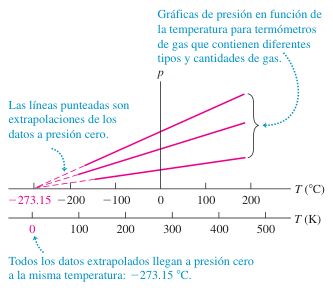 Gráficas de presión en función de
la temperatura para termómetros
de gas que contienen diferentes
tipos y cantidades de gas.
p
Las líneas punteadas son
extrapolaciones de los
datos a presión cero.
−273.15 −200 −100 0 100 200 T (°C)
0 100 200 300 400 500 T (K)
Todos los datos extrapolados llegan a presión cero
a la misma temperatura: −273.15 °C.